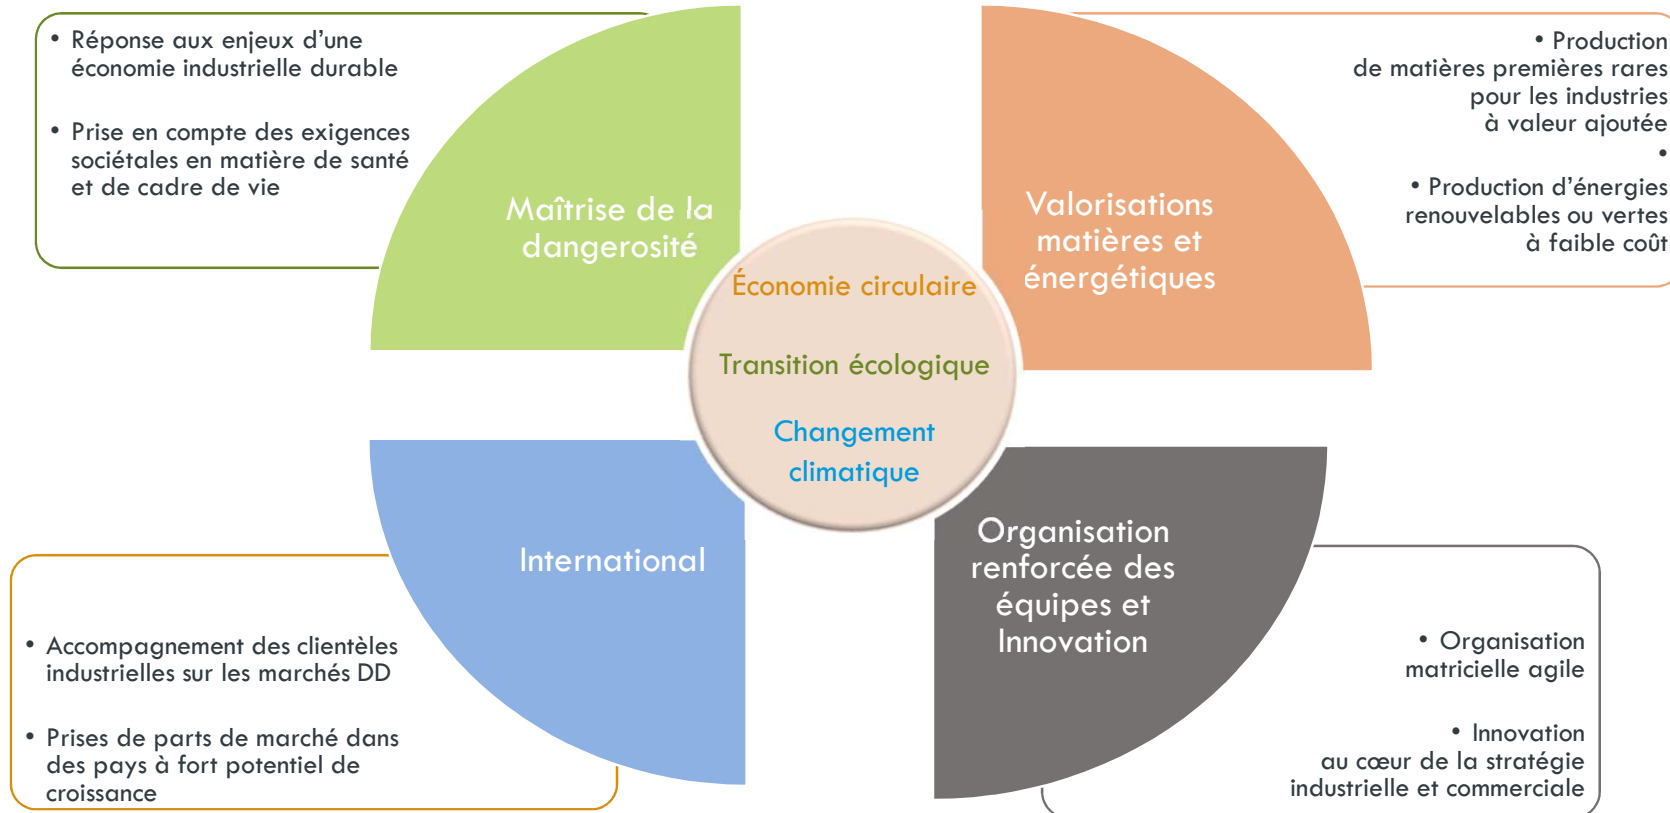 • Réponse aux enjeux d’une
économie industrielle durable
• Prise en compte des exigences
sociétales en matière de santé
et de cadre de vie
Maîtrise de la
dangerosité
Valorisations
matières et
énergétiques
• Production
de matières premières rares
pour les industries
à valeur ajoutée
•
• Production d’énergies
renouvelables ou vertes
à faible coût
Économie circulaire
Transition écologique
Changement
climatique
International
• Accompagnement des clientèles
industrielles sur les marchés DD
• Prises de parts de marché dans
des pays à fort potentiel de
croissance
Organisation
renforcée des
équipes et
Innovation
• Organisation
matricielle agile
• Innovation
au cœur de la stratégie
industrielle et commerciale